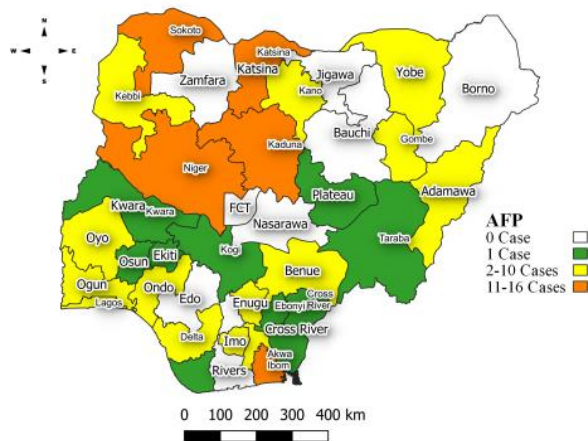 N
W E
S
Sokoto
Katsina
Zamfara
Katsina
Jigawa
Yobe
Borno
Kebbi
Kano
Bauchi
Gombe
Kaduna
Niger
Adamawa
Plateau
FCT
Kwara
Kwara
Nasarawa
Taraba
Oyo
Kogi
Ekiti
Osun
Benue
Ogun
Ondo
Edo
Lagos
Enugu
Cross
Ebonyi River
Cross River
Delta
Imo
Akwa
Ibom
Rivers
AFP
0 Case
1 Case
2-10 Cases
11-16 Cases
0 100 200 300 400 km